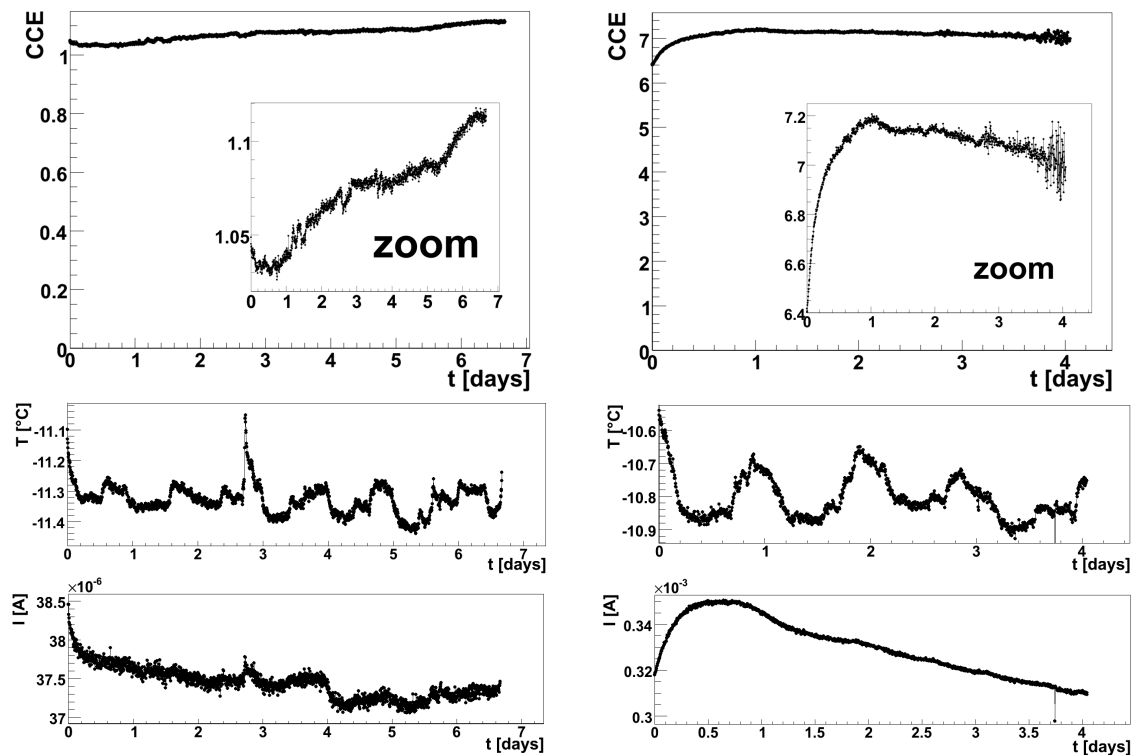 CCE
1
0.8
0.6
0.4
0.2
0
0 1 2 3 4 5 6 7
t [days]
1.1
1.05
zoom
0 1 2 3 4 5 6 7
CCE
7
6
5
4
3
2
1
0
0 1 2 3 4
t [days]
7.2
7
6.8
6.6
6.4
zoom
0 1 2 3 4
T [°C]
-11.1
-11.2
-11.3
-11.4
0 1 2 3 4 5 6 7
t [days]
T [°C]
-10.6
-10.7
-10.8
-10.9
0 1 2 3 4
t [days]
×10⁻⁶
I [A]
38.5
38
37.5
37
0 1 2 3 4 5 6 7
t [days]
×10⁻³
I [A]
0.34
0.32
0.3
0 0.5 1 1.5 2 2.5 3 3.5 4
t [days]